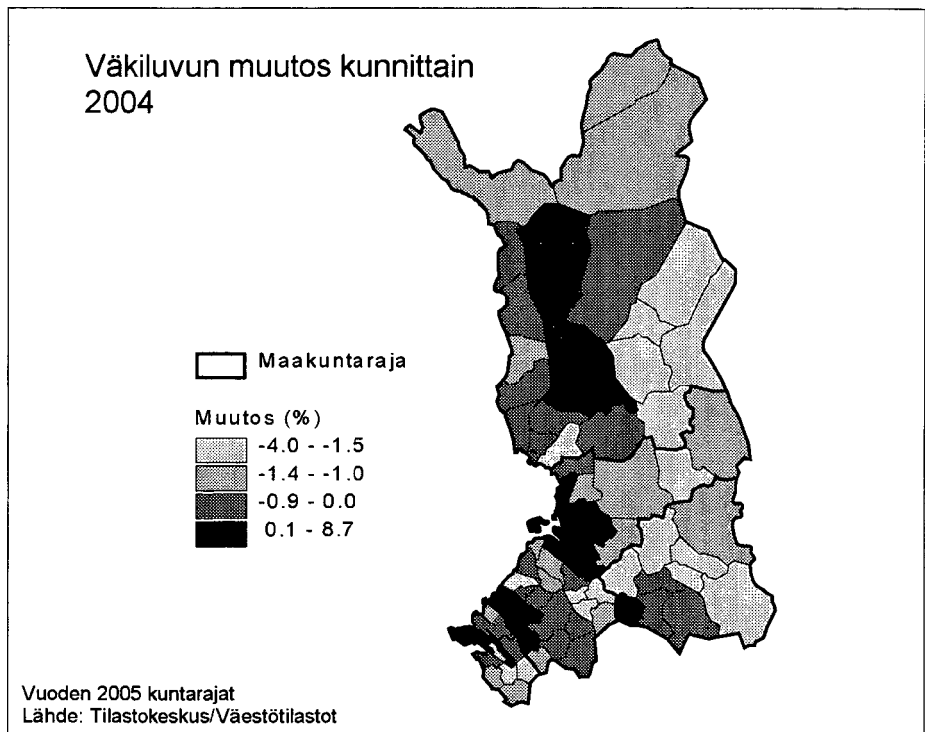 Väkiluvun muutos kunnittain
2004
Maakuntaraja
Muutos (%)
-4.0 - -1.5
-1.4 - -1.0
-0.9 - 0.0
0.1 - 8.7
Vuoden 2005 kuntarajat
Lähde: Tilastokeskus/Väestötilastot